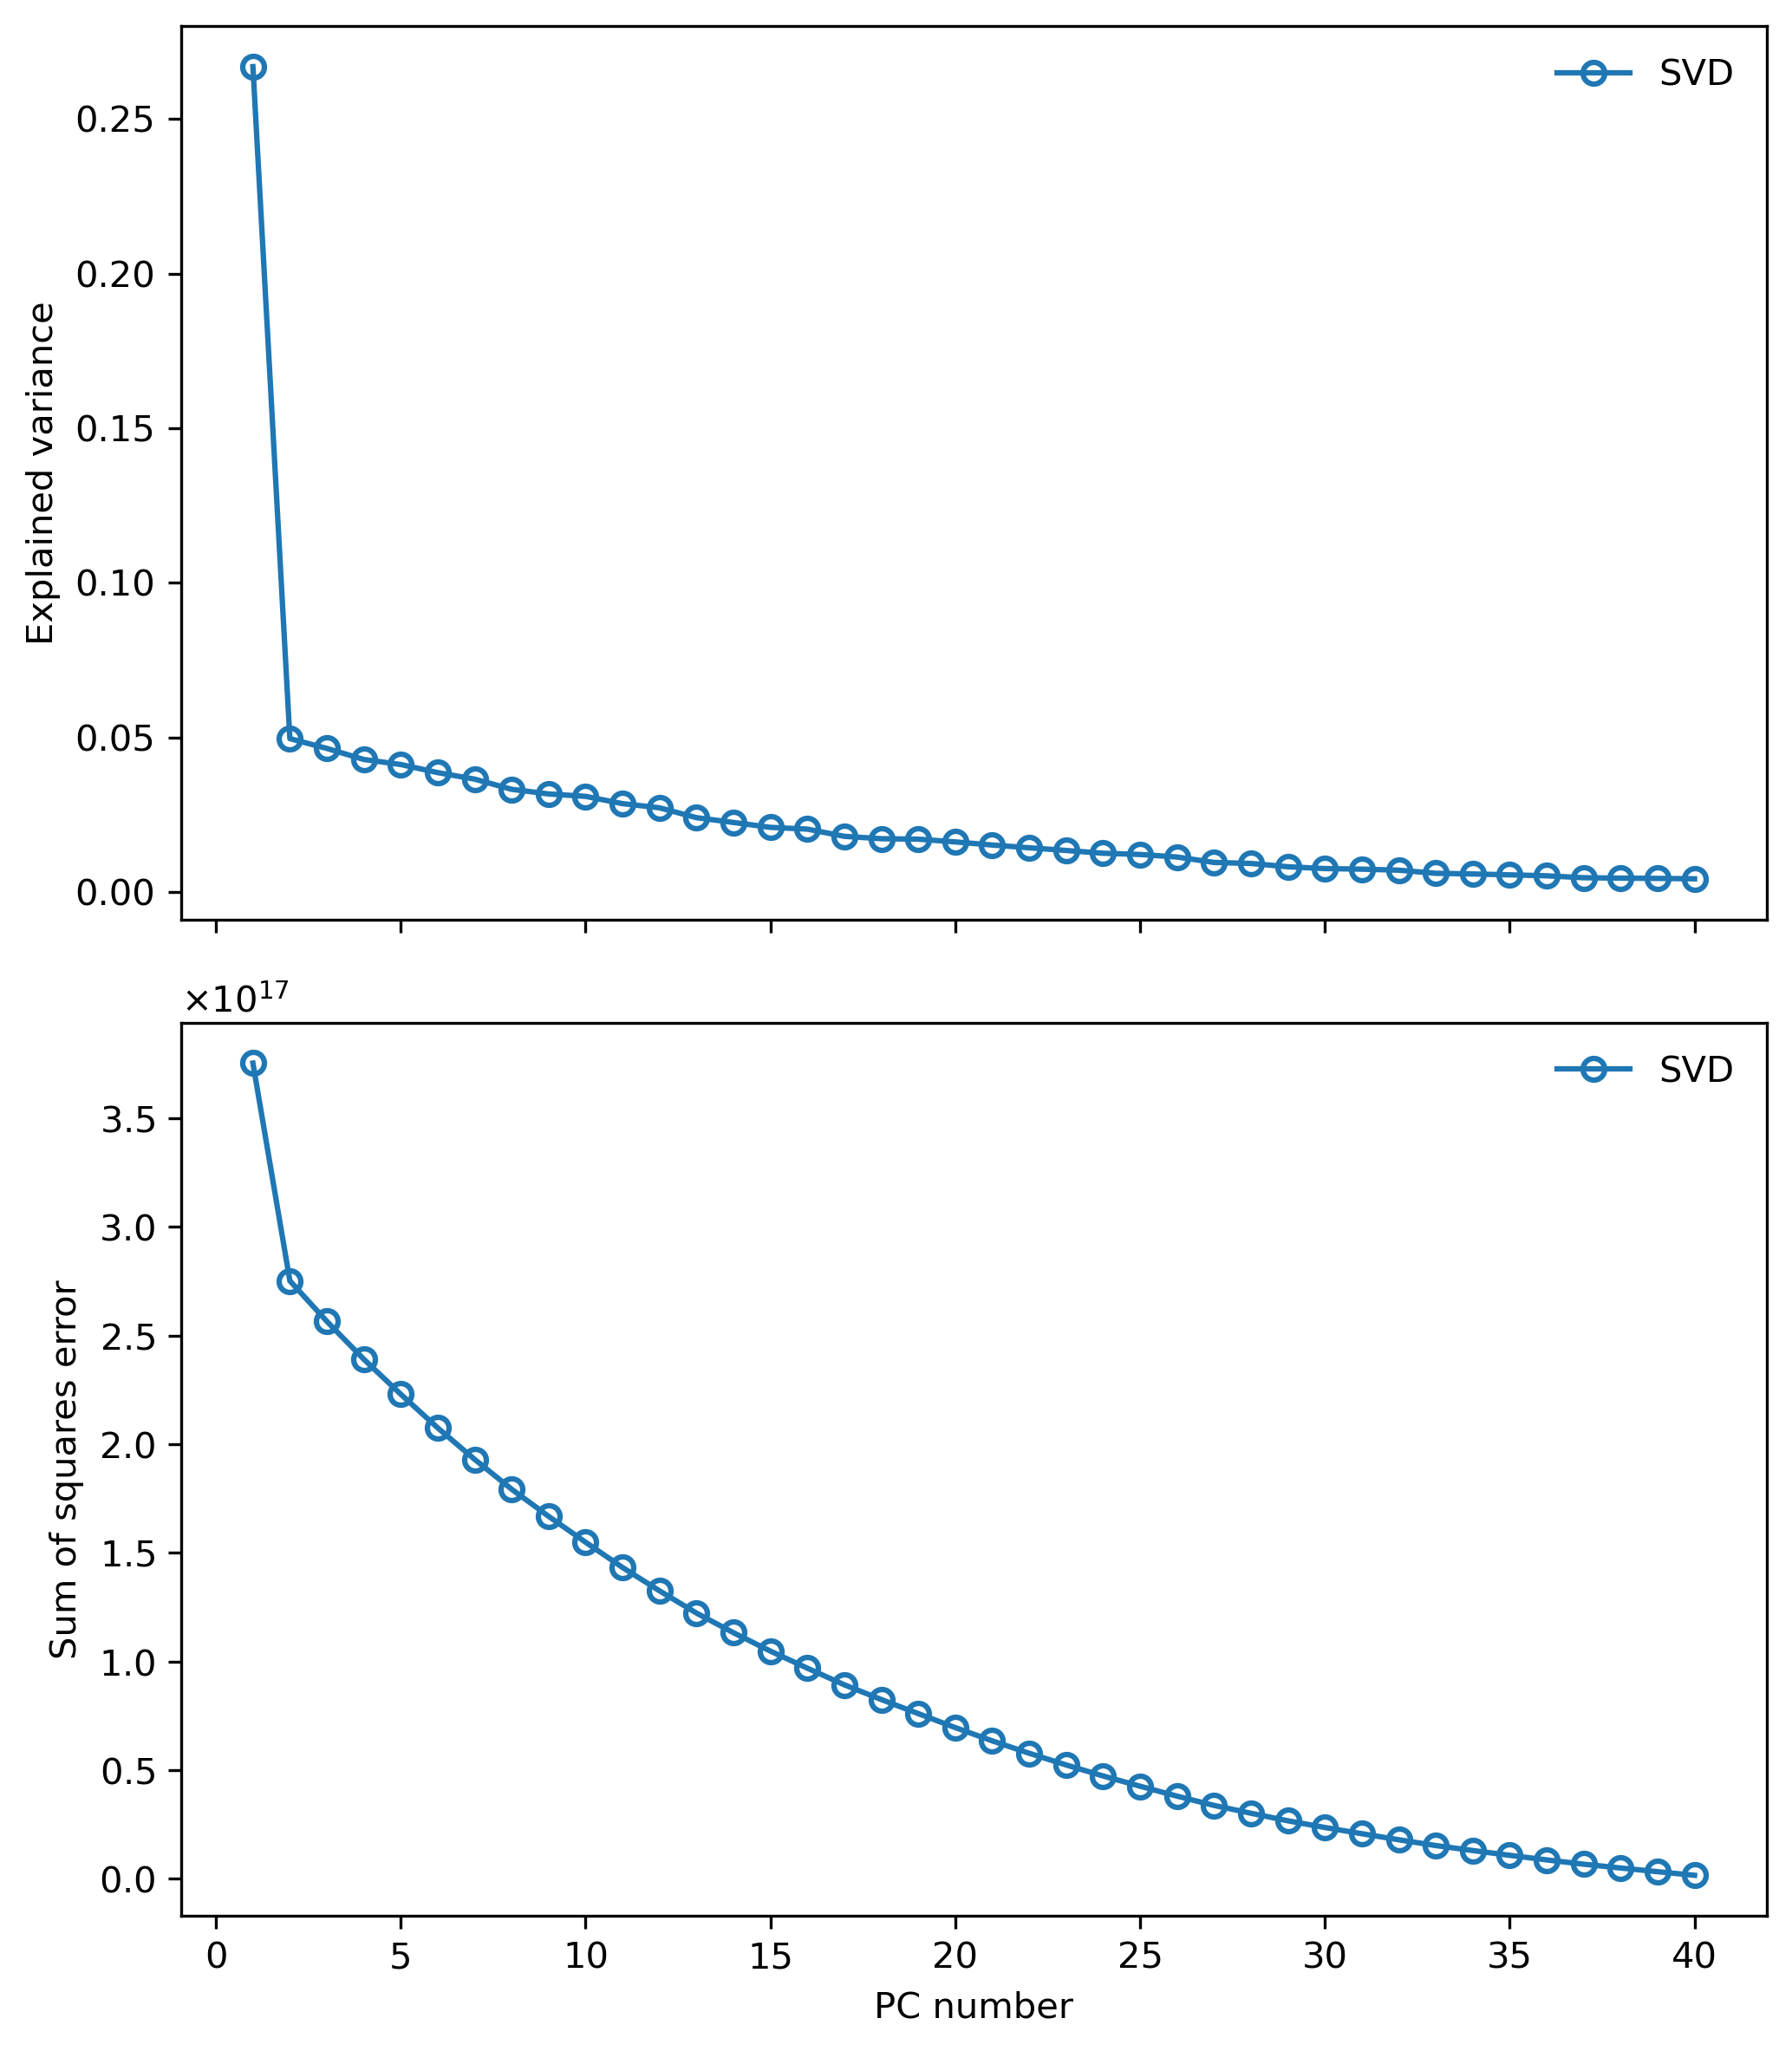 SVD
0.25
0.20
0.15
0.10
0.05
0.00
Explained variance
×10¹⁷
SVD
3.5
3.0
2.5
2.0
1.5
1.0
0.5
0.0
Sum of squares error
0 5 10 15 20 25 30 35 40
PC number